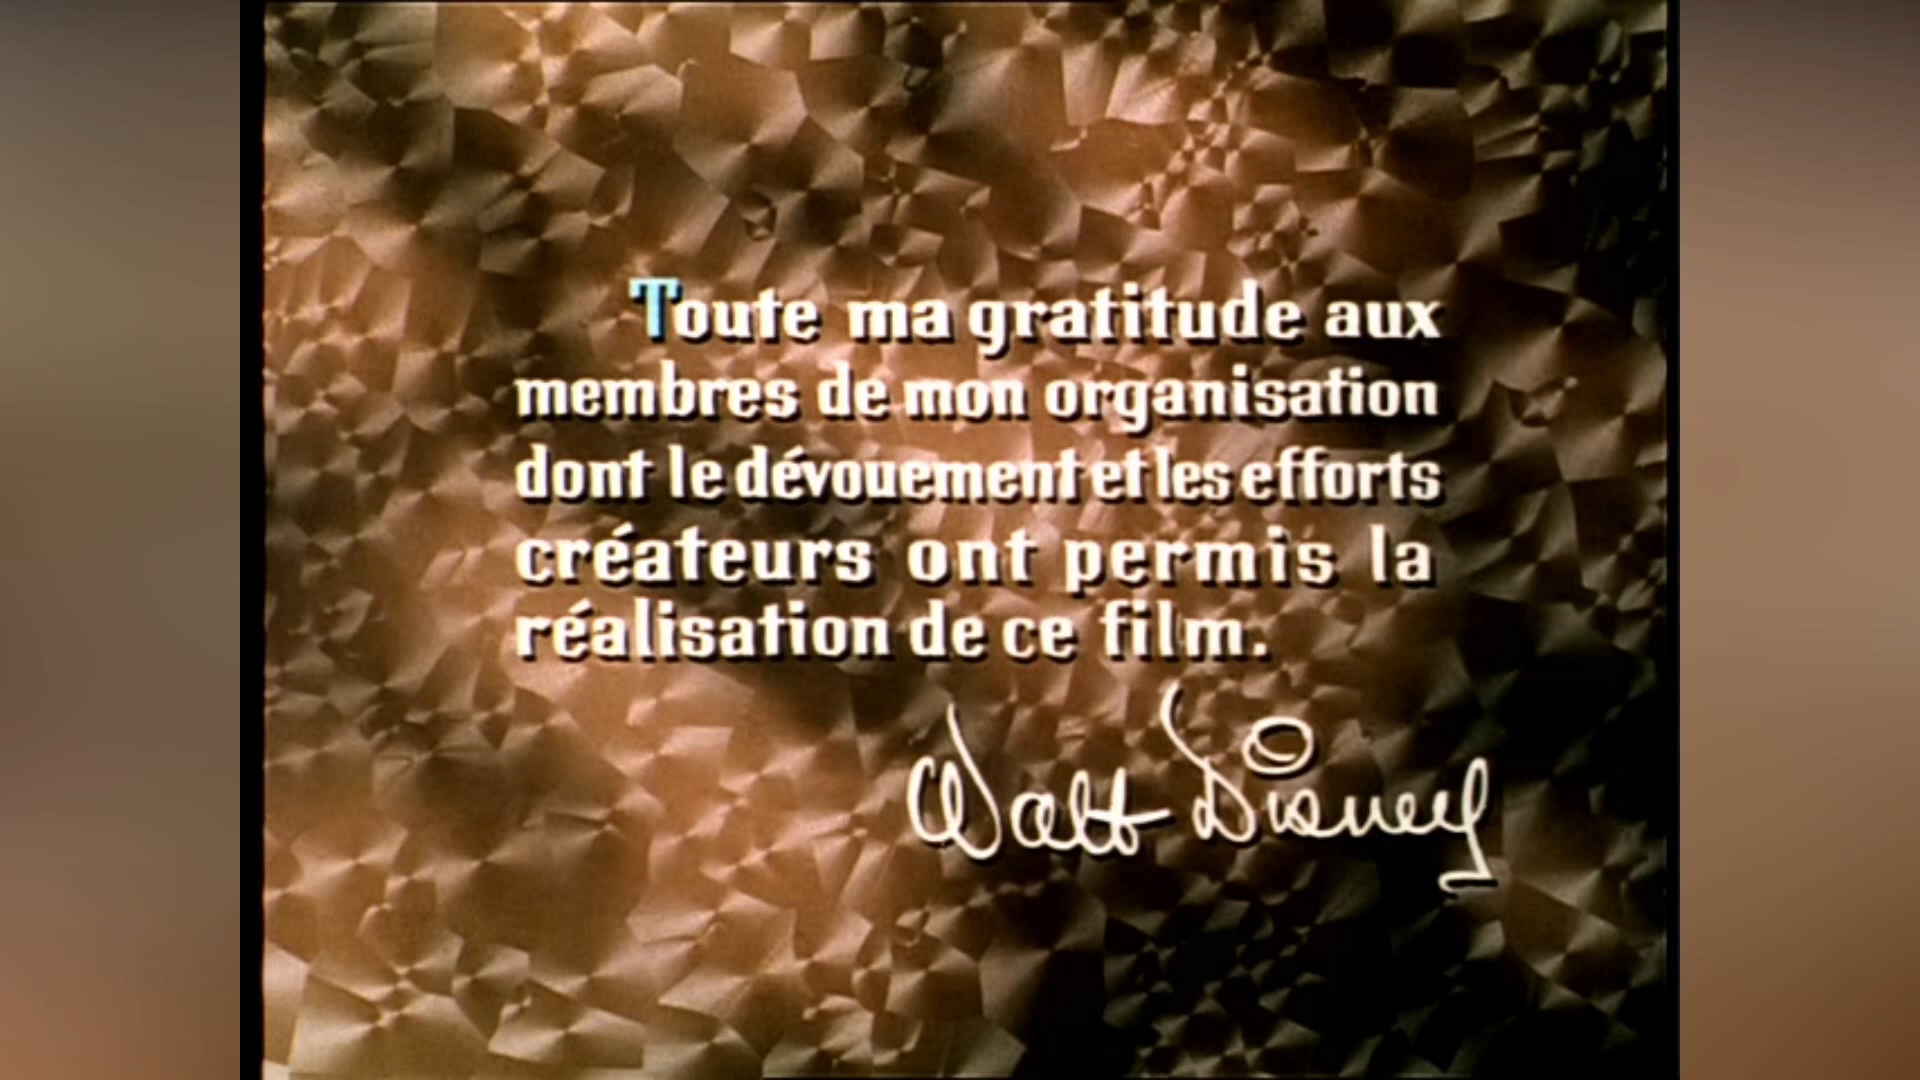 Toute ma gratitude aux
membres de mon organisation
dont le dévouement et les efforts
créateurs ont permis la
réalisation de ce film.
Walt Disney